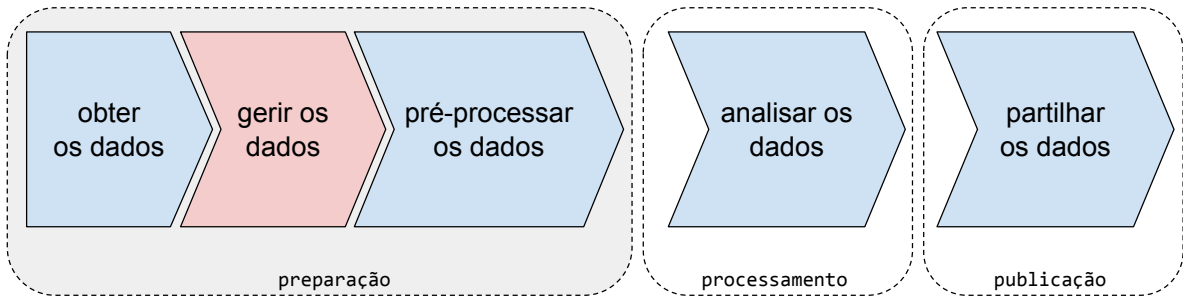 obter
os dados
gerir os
dados
pré-processar
os dados
analisar os
dados
partilhar
os dados
preparação
processamento
publicação